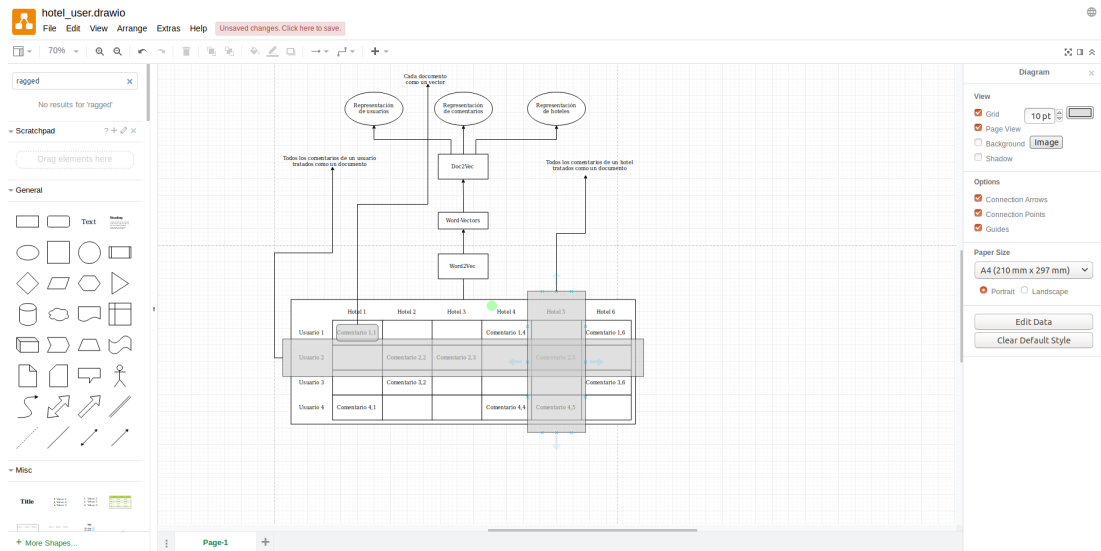 hotel_user.drawio
File Edit View Arrange Extras Help Unsaved changes. Click here to save.
70%
ragged
No results for 'ragged'
Scratchpad
Drag elements here
General
Text
Heading
Misc
Title
+ More Shapes...
Cada documento
como un vector
Representación
de usuarios
Representación
de comentarios
Representación
de hoteles
Todos los comentarios de un usuario
tratados como un documento
Doc2Vec
Todos los comentarios de un hotel
tratados como un documento
Word-Vectors
Word2Vec
Hotel 1 Hotel 2 Hotel 3 Hotel 4 Hotel 5 Hotel 6
Usuario 1 Comentario 1,1 Comentario 1,4 Comentario 1,6
Usuario 2 Comentario 2,2 Comentario 2,3 Comentario 2,5
Usuario 3 Comentario 3,2 Comentario 3,6
Usuario 4 Comentario 4,1 Comentario 4,4 Comentario 4,5
Page-1
Diagram
View
Grid 10 pt
Page View
Background Image
Shadow
Options
Connection Arrows
Connection Points
Guides
Paper Size
A4 (210 mm x 297 mm)
Portrait Landscape
Edit Data
Clear Default Style